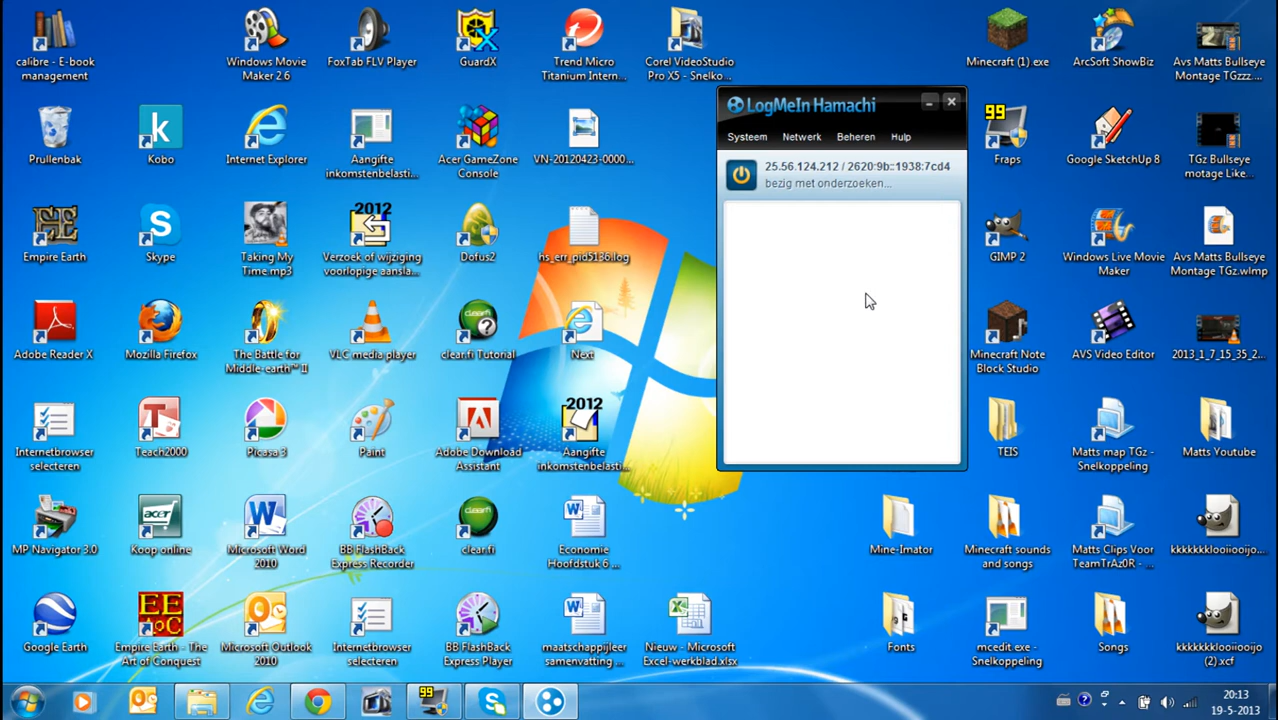 calibre - E-book
management
Windows Movie
Maker 2.6
FoxTab FLV Player
GuardX
Trend Micro
Titanium Intern...
Corel VideoStudio
Pro X5 - Snelko...
Minecraft (1).exe
ArcSoft ShowBiz
Avs Matts Bullseye
Montage TGzzz....
Prullenbak
k
Kobo
Internet Explorer
Aangifte
inkomstenbelasti...
Acer GameZone
Console
VN-20120423-0000...
99
Fraps
Google SketchUp 8
TGz Bullseye
motage Like...
LogMeIn Hamachi
Systeem
Netwerk
Beheren
Hulp
25.56.124.212 / 2620:9b::1938:7cd4
bezig met onderzoeken...
EE
Empire Earth
Skype
Taking My
Time.mp3
2012
Verzoek of wijziging
voorlopige aansla...
Dofus2
hs_err_pid5136.log
GIMP 2
Windows Live Movie
Maker
Avs Matts Bullseye
Montage TGz.wlmp
Adobe Reader X
Mozilla Firefox
The Battle for
Middle-earth™ II
VLC media player
clear.fi
clear.fi Tutorial
Next
Minecraft Note
Block Studio
AVS Video Editor
2013_1_7_15_35_2...
Internetbrowser
selecteren
Teach2000
Picasa 3
Paint
Adobe Download
Assistant
2012
Aangifte
inkomstenbelasti...
TEIS
Matts map TGz -
Snelkoppeling
Matts Youtube
MP Navigator 3.0
acer
Koop online
Microsoft Word
2010
BB FlashBack
Express Recorder
clear.fi
clear.fi
Economie
Hoofdstuk 6 ...
Mine-Imator
Minecraft sounds
and songs
Matts Clips Voor
TeamTrAz0R - ...
kkkkkkklooiiooijo...
Google Earth
EE
AoC
Empire Earth - The
Art of Conquest
Microsoft Outlook
2010
Internetbrowser
selecteren
BB FlashBack
Express Player
maatschappijleer
samenvatting ...
Nieuw - Microsoft
Excel-werkblad.xlsx
Fonts
mcedit.exe -
Snelkoppeling
Songs
kkkkkkklooiiooijo
(2).xcf
99
20:13
19-5-2013